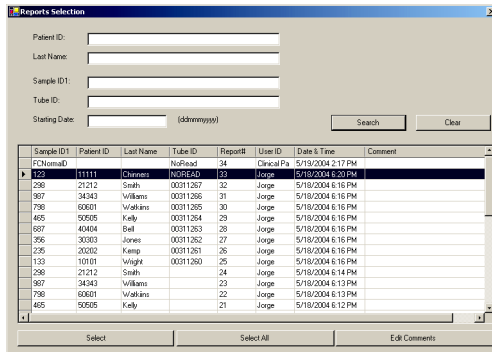 Reports Selection
Patient ID:
Last Name:
Sample ID1:
Tube ID:
Starting Date: (ddmmmyyyy)
Search Clear
Sample ID1 Patient ID Last Name Tube ID Report# User ID Date & Time Comment
FCNormalD NoRead 34 Clinical Pa 5/19/2004 2:17 PM
123 11111 Chinners NOREAD 33 Jorge 5/18/2004 6:20 PM
298 21212 Smith 00311267 32 Jorge 5/18/2004 6:16 PM
987 34343 Williams 00311266 31 Jorge 5/18/2004 6:16 PM
798 60601 Watkiins 00311265 30 Jorge 5/18/2004 6:16 PM
465 50505 Kelly 00311264 29 Jorge 5/18/2004 6:16 PM
687 40404 Bell 00311263 28 Jorge 5/18/2004 6:16 PM
356 30303 Jones 00311262 27 Jorge 5/18/2004 6:16 PM
235 20202 Kemp 00311261 26 Jorge 5/18/2004 6:16 PM
133 10101 Wright 00311260 25 Jorge 5/18/2004 6:16 PM
298 21212 Smith 24 Jorge 5/18/2004 6:14 PM
987 34343 Williams 23 Jorge 5/18/2004 6:13 PM
798 60601 Watkiins 22 Jorge 5/18/2004 6:13 PM
465 50505 Kelly 21 Jorge 5/18/2004 6:12 PM
Select Select All Edit Comments